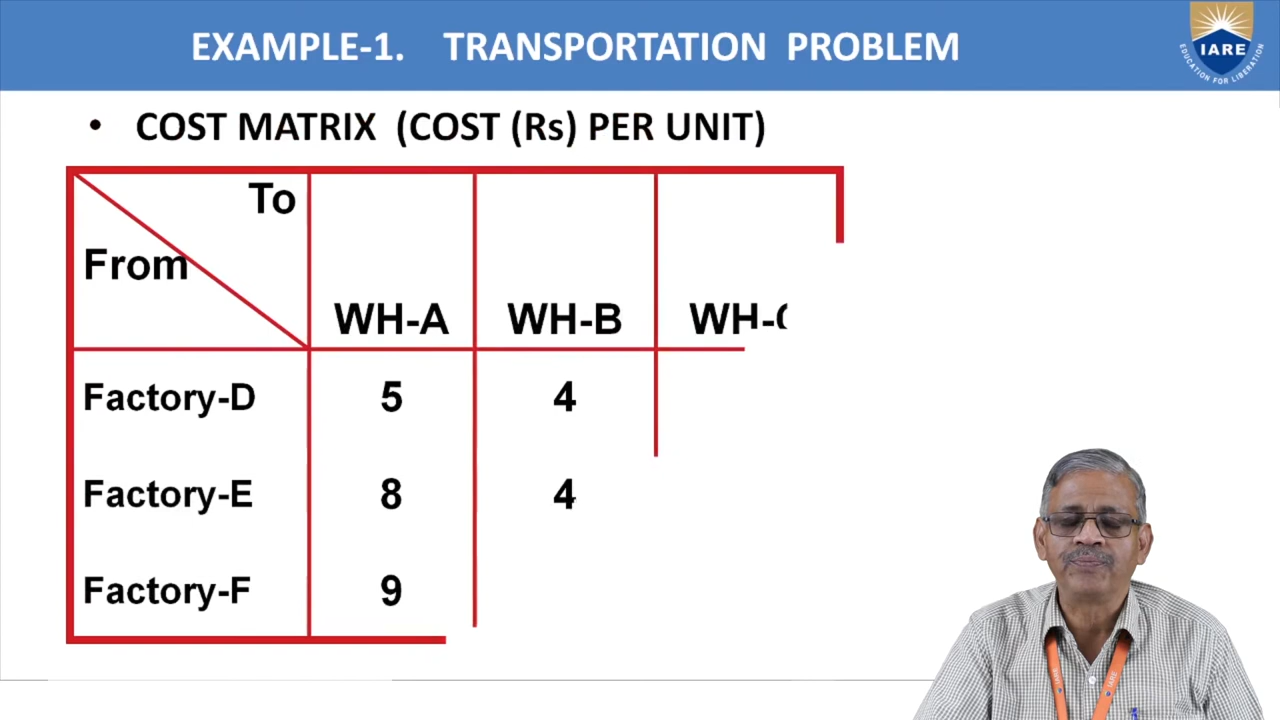 EXAMPLE-1. TRANSPORTATION PROBLEM
IARE
EDUCATION FOR LIBERATION
• COST MATRIX (COST (Rs) PER UNIT)
To
From
WH-A WH-B WH-C
Factory-D 5 4
Factory-E 8 4
Factory-F 9
IARE